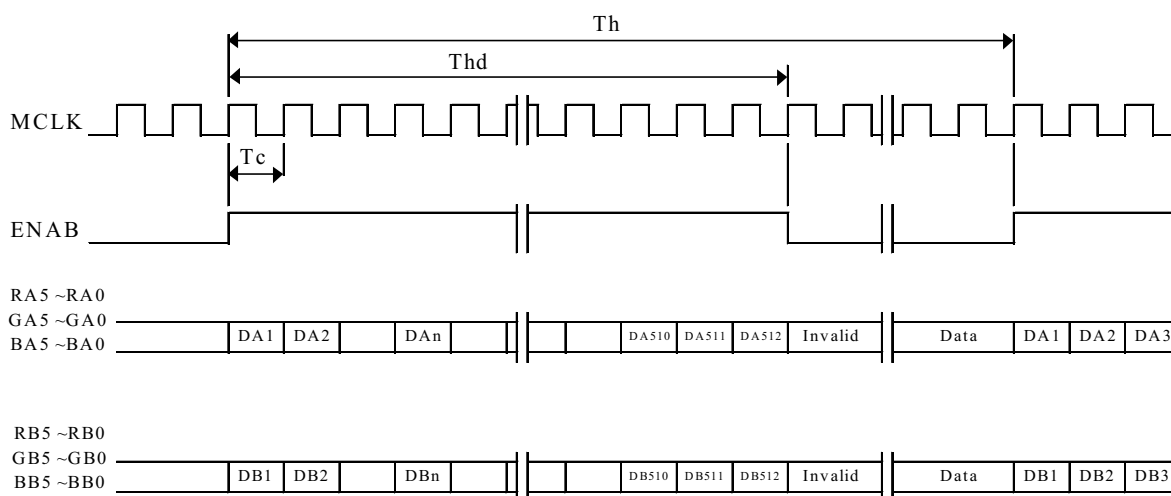 Th
Thd
MCLK
Tc
ENAB
RA5 ~RA0
GA5 ~GA0
BA5 ~BA0
DA1 DA2 DAn DA510 DA511 DA512 Invalid Data DA1 DA2 DA3
RB5 ~RB0
GB5 ~GB0
BB5 ~BB0
DB1 DB2 DBn DB510 DB511 DB512 Invalid Data DB1 DB2 DB3